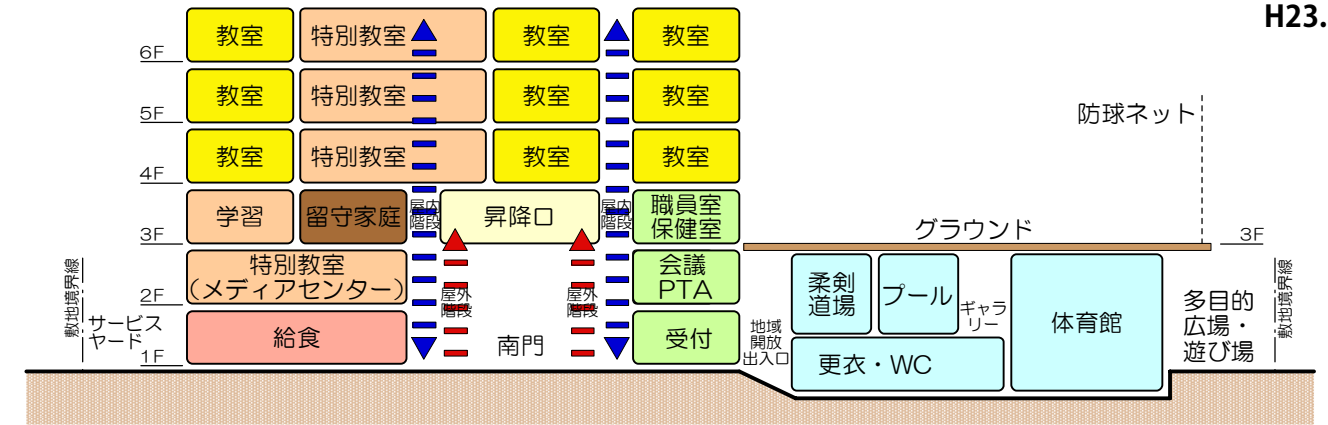 H23.
6F
教室
特別教室
教室
教室
5F
教室
特別教室
教室
教室
防球ネット
4F
教室
特別教室
教室
教室
3F
学習
留守家庭
屋内
階段
昇降口
屋内
階段
職員室
保健室
グラウンド
3F
2F
特別教室
(メディアセンター)
屋外
階段
屋外
階段
会議
PTA
柔剣
道場
プール
ギャラ
リー
体育館
多目的
広場・
遊び場
敷地境界線
敷地境界線
サービス
ヤード
1F
給食
南門
受付
地域
開放
出入口
更衣・WC